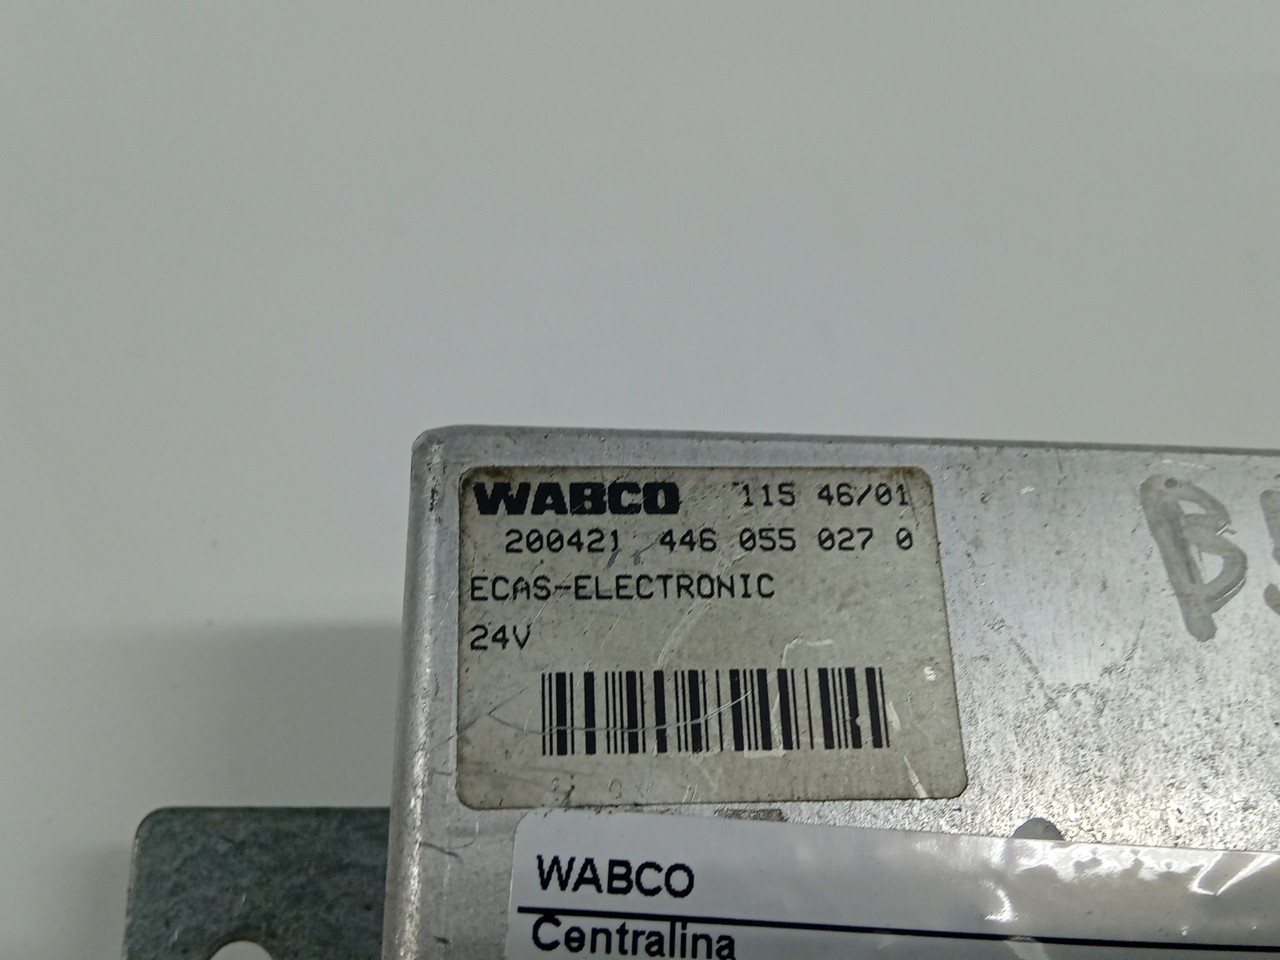 WABCO 115 46/01
200421 446 055 027 0
ECAS-ELECTRONIC
24V
WABCO
Centralina